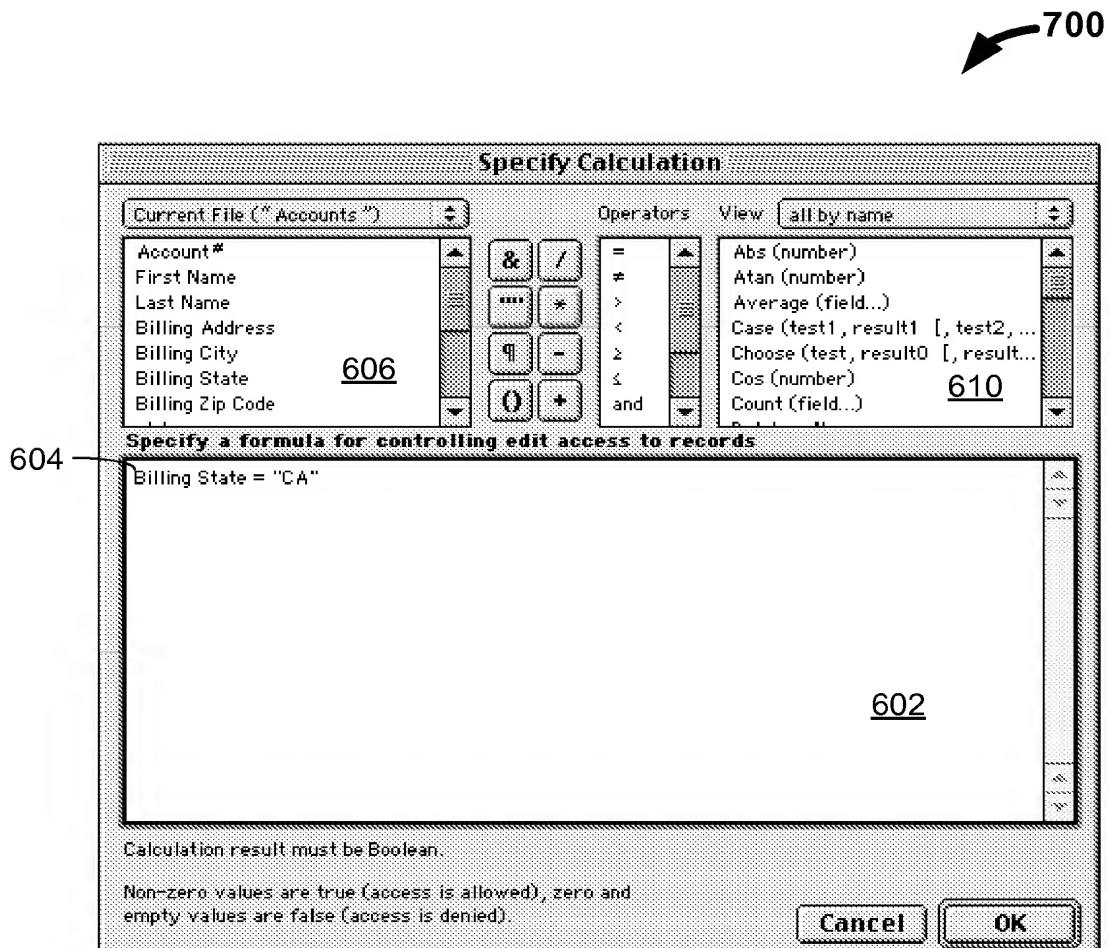 700
Specify Calculation
Current File ("Accounts")
Operators
View
all by name
Account#
First Name
Last Name
Billing Address
Billing City
Billing State
Billing Zip Code
606
&
/
""
*
¶
-
()
+
=
≠
>
<
≥
≤
and
Abs (number)
Atan (number)
Average (field...)
Case (test1, result1 [, test2, ...
Choose (test, result0 [, result...
Cos (number)
Count (field...)
610
Specify a formula for controlling edit access to records
604
Billing State = "CA"
602
Calculation result must be Boolean.
Non-zero values are true (access is allowed), zero and
empty values are false (access is denied).
Cancel
OK